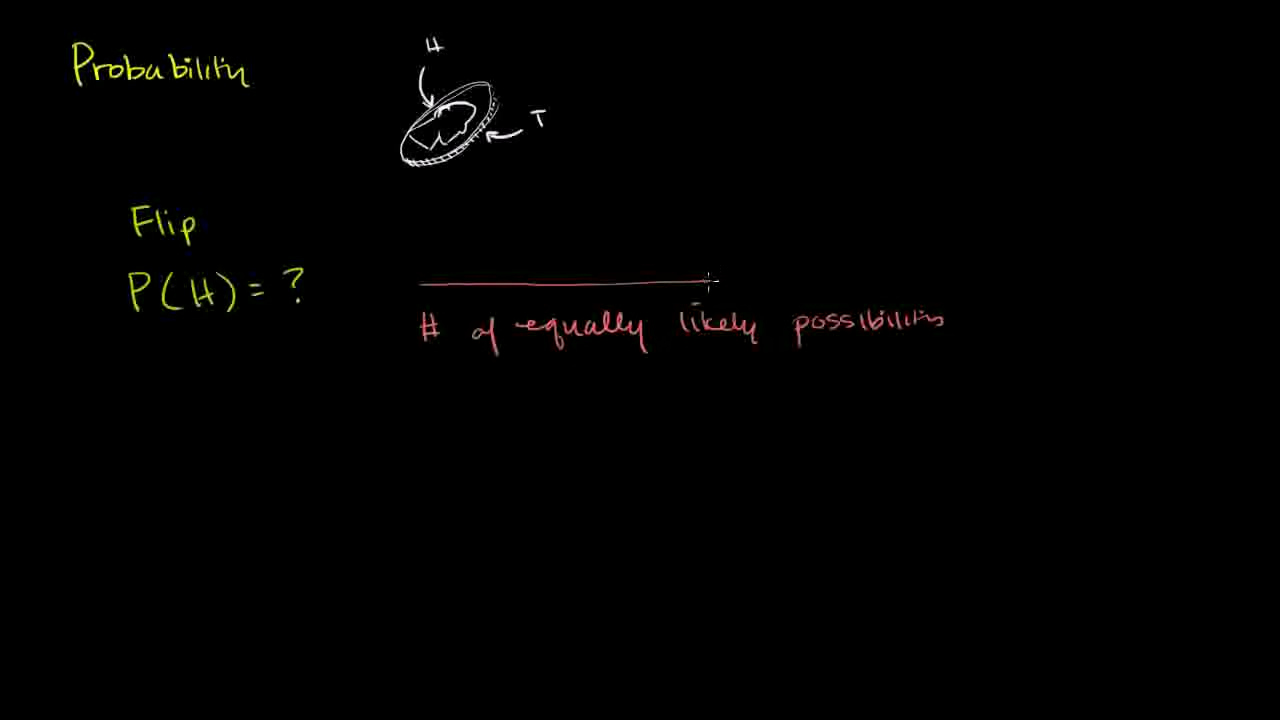 Probability
H
T
Flip
P(H) = ?
# of equally likely possibilities